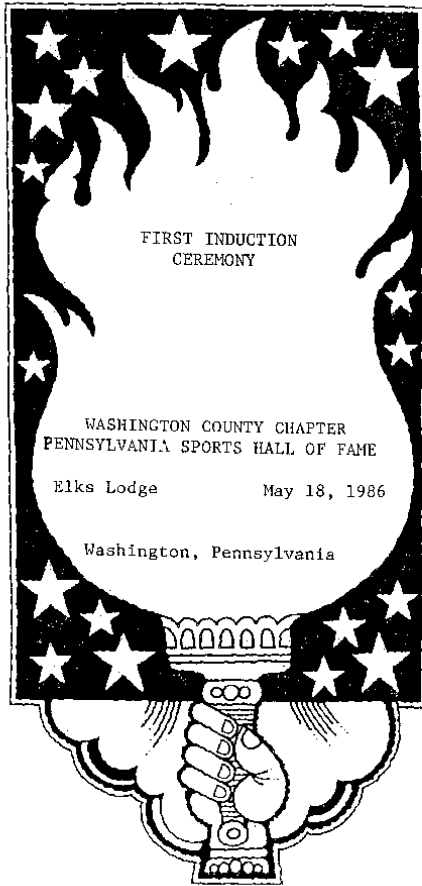 FIRST INDUCTION
CEREMONY
WASHINGTON COUNTY CHAPTER
PENNSYLVANIA SPORTS HALL OF FAME
Elks Lodge May 18, 1986
Washington, Pennsylvania